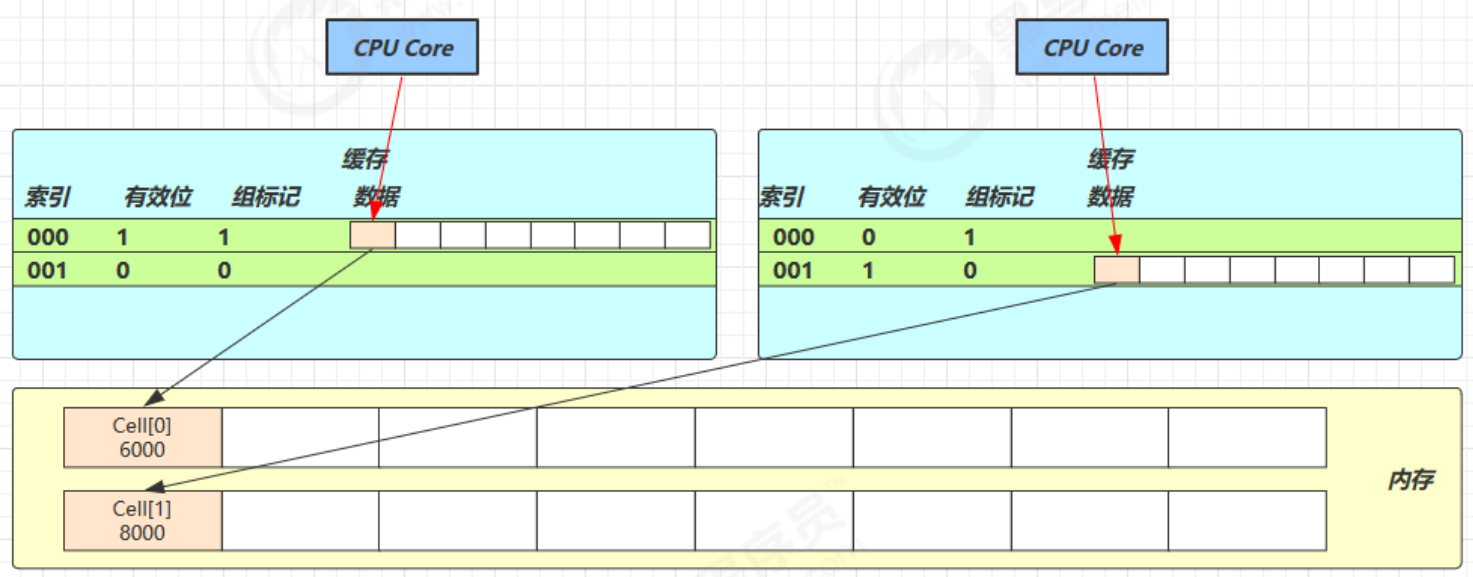 CPU Core CPU Core
缓存 缓存
索引 有效位 组标记 数据 索引 有效位 组标记 数据
000 1 1 000 0 1
001 0 0 001 1 0
Cell[0]
6000
内存
Cell[1]
8000